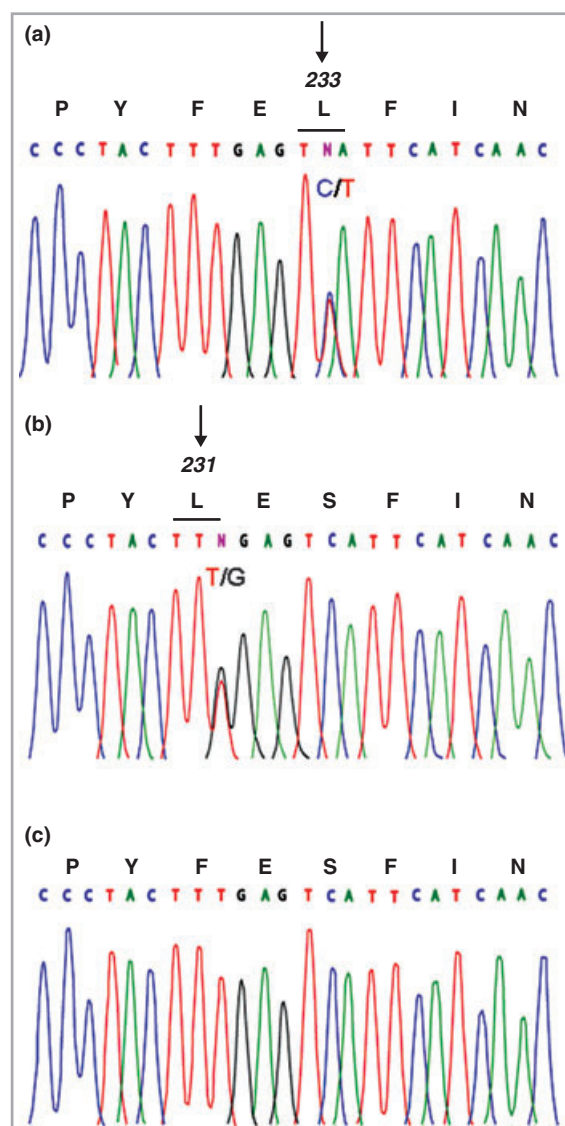 (a)
233
P Y F E L F I N
C C C T A C T T T G A G T N A T T C A T C A A C
C/T
(b)
231
P Y L E S F I N
C C C T A C T T N G A G T C A T T C A T C A A C
T/G
(c)
P Y F E S F I N
C C C T A C T T T G A G T C A T T C A T C A A C